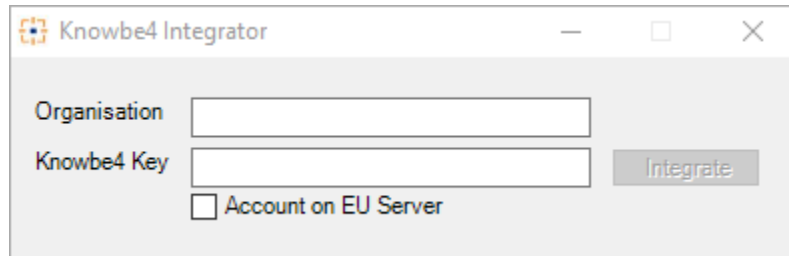 Knowbe4 Integrator
Organisation
Knowbe4 Key
Integrate
Account on EU Server